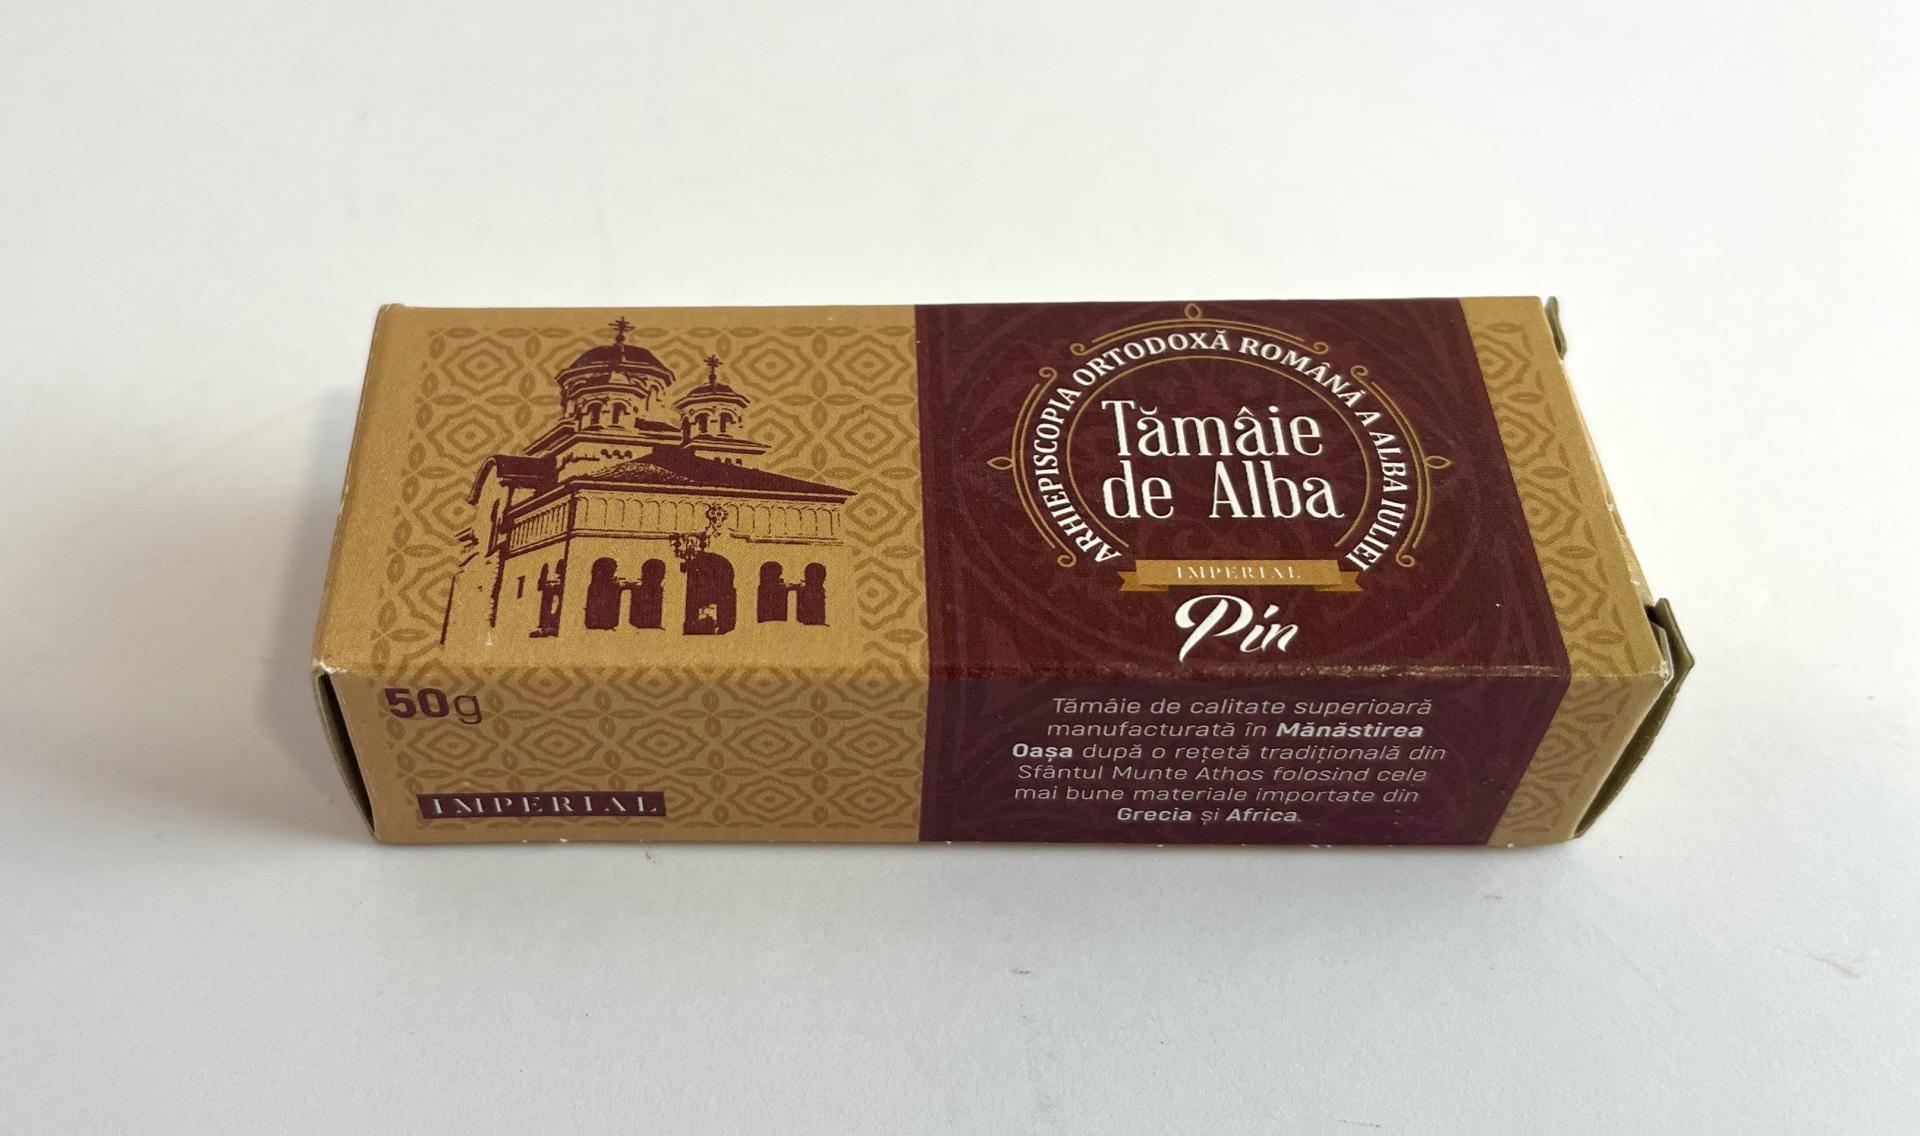 ARHIEPISCOPIA ORTODOXĂ ROMÂNĂ A ALBA IULIEI
Tămâie
de Alba
IMPERIAL
Pin
50g
IMPERIAL
Tămâie de calitate superioară
manufacturată în Mănăstirea
Oașa după o rețetă tradițională din
Sfântul Munte Athos folosind cele
mai bune materiale importate din
Grecia și Africa.